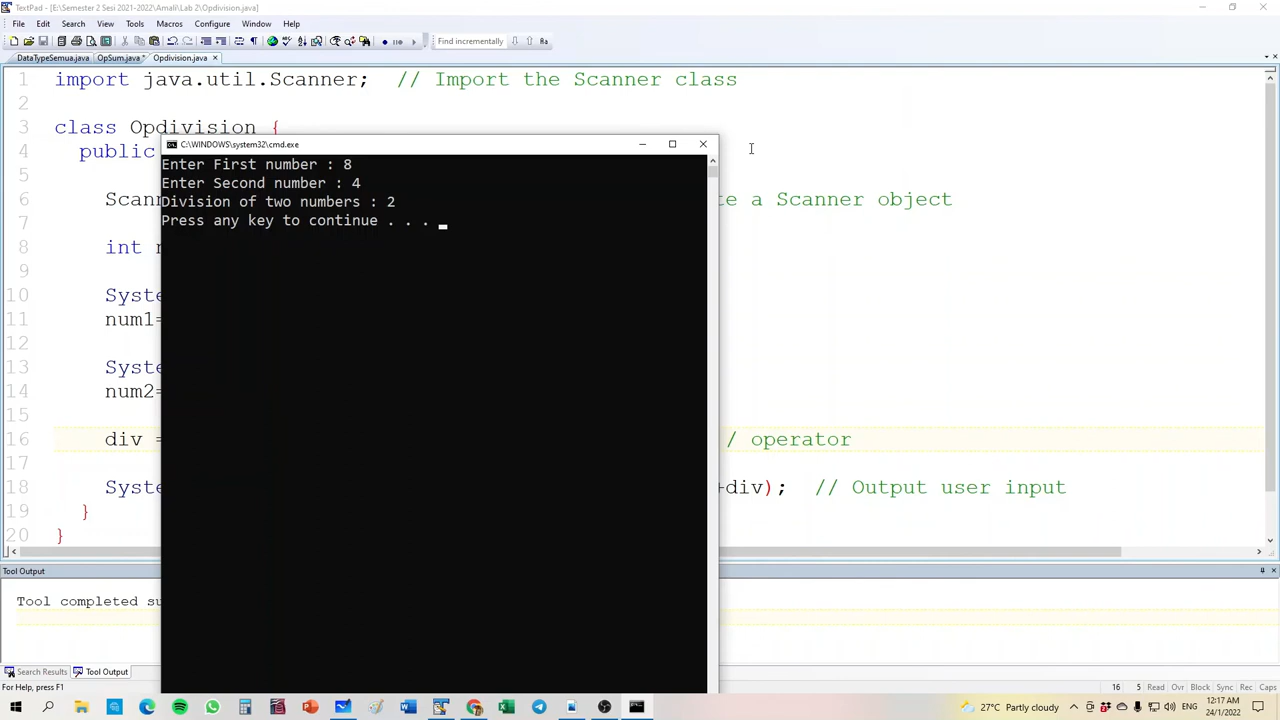 TextPad - [E:\Semester 2 Sesi 2021-2022\Amali\Lab 2\Opdivision.java]
File Edit Search View Tools Macros Configure Window Help
Find incrementally
DataTypeSemua.java OpSum.java * Opdivision.java ×
1 import java.util.Scanner; // Import the Scanner class
2
3 class Opdivision {
C:\WINDOWS\system32\cmd.exe
4 public
Enter First number : 8
Enter Second number : 4
Division of two numbers : 2
Press any key to continue . . .
6 Scann te a Scanner object
7
8 int n
9
10 Syste
11 num1=
12
13 Syste
14 num2=
15
16 div = / operator
17
18 Syste +div); // Output user input
19 }
20 }
Tool Output
Tool completed su
Search Results Tool Output
For Help, press F1 16 5 Read Ovr Block Sync Rec Caps
27°C Partly cloudy ENG 12:17 AM
24/1/2022